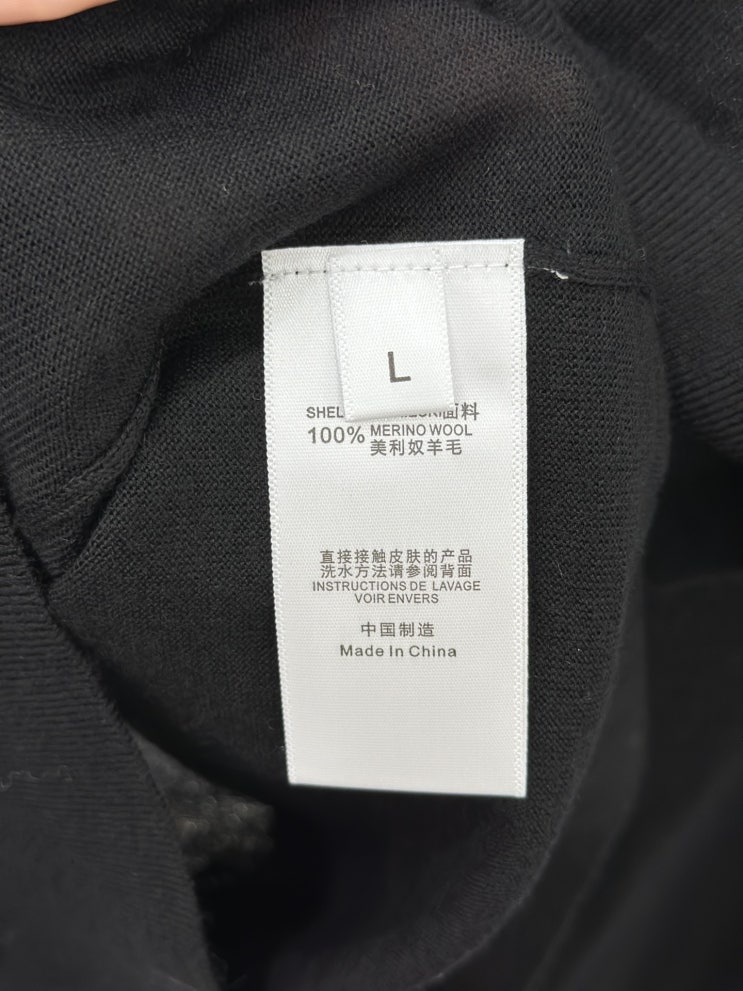 L
SHEL
面料
100% MERINO WOOL
美利奴羊毛
直接接触皮肤的产品
洗水方法请参阅背面
INSTRUCTIONS DE LAVAGE
VOIR ENVERS
中国制造
Made In China